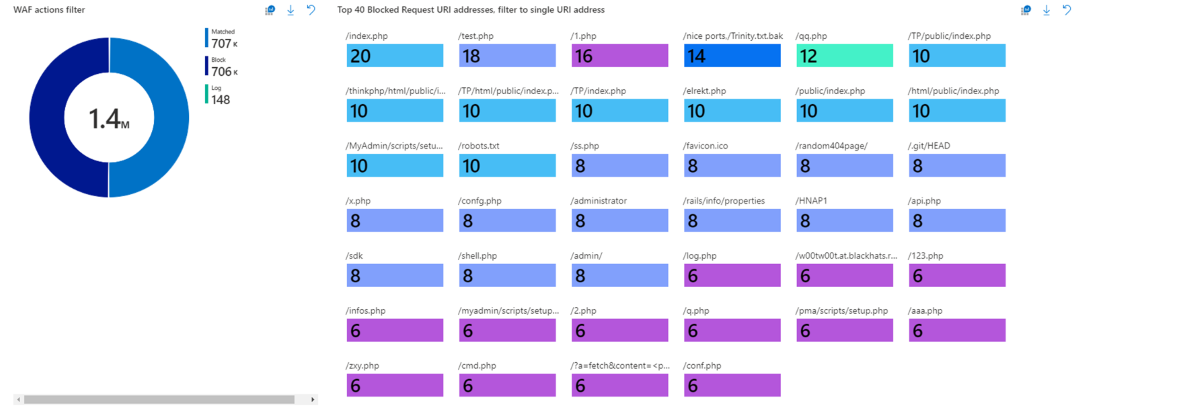 WAF actions filter
Matched
707 K
Block
706 K
Log
148
1.4M
Top 40 Blocked Request URI addresses. filter to single URI address
/index.php
20
/test.php
18
/1.php
16
/nice ports,/Trinity.txt.bak
14
/qq.php
12
/TP/public/index.php
10
/thinkphp/html/public/i...
10
/TP/html/public/index.p...
10
/TP/index.php
10
/elrekt.php
10
/public/index.php
10
/html/public/index.php
10
/MyAdmin/scripts/setu...
10
/robots.txt
10
/ss.php
8
/favicon.ico
8
/random404page/
8
/.git/HEAD
8
/x.php
8
/confg.php
8
/administrator
8
/rails/info/properties
8
/HNAP1
8
/api.php
8
/sdk
8
/shell.php
8
/admin/
8
/log.php
6
/w00tw00t.at.blackhats.r...
6
/123.php
6
/infos.php
6
/myadmin/scripts/setup...
6
/2.php
6
/q.php
6
/pma/scripts/setup.php
6
/aaa.php
6
/zxy.php
6
/cmd.php
6
/?a=fetch&content=<p...
6
/conf.php
6